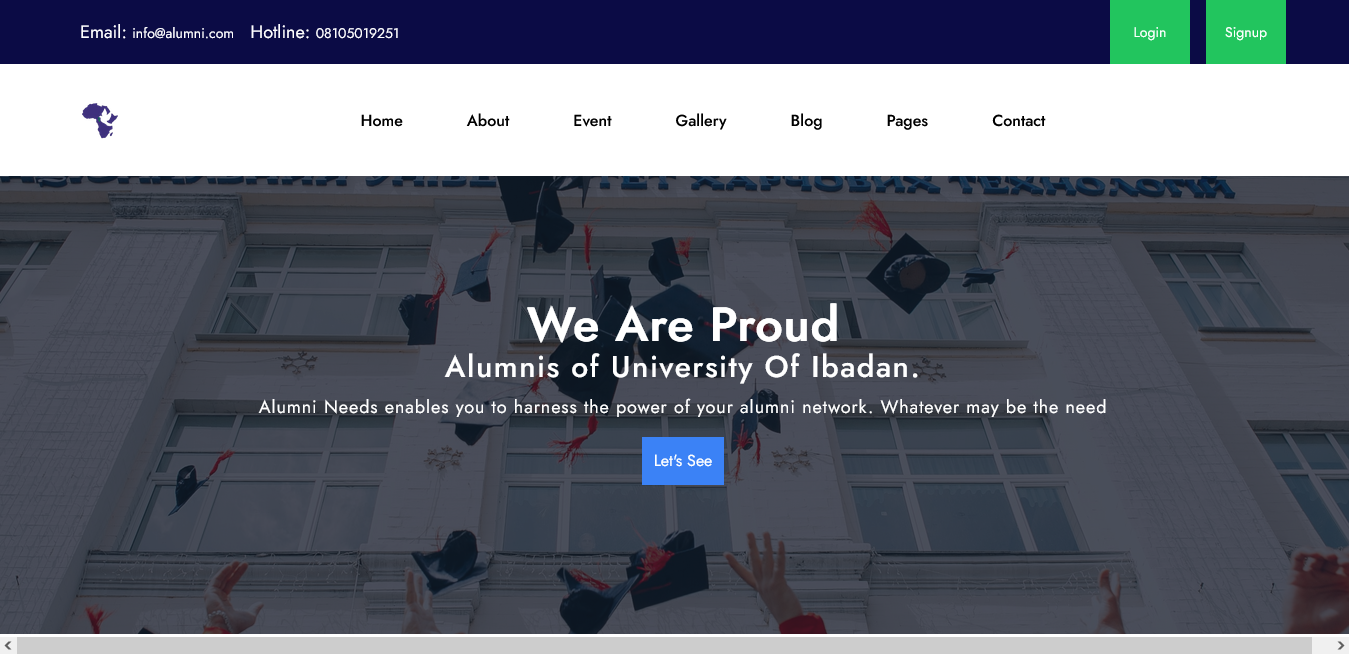 Email: info@alumni.com Hotline: 08105019251 Login Signup
Home About Event Gallery Blog Pages Contact
ХАРЧОВИХ ТЕХНОЛОГІЙ
We Are Proud
Alumnis of University Of Ibadan.
Alumni Needs enables you to harness the power of your alumni network. Whatever may be the need
Let's See